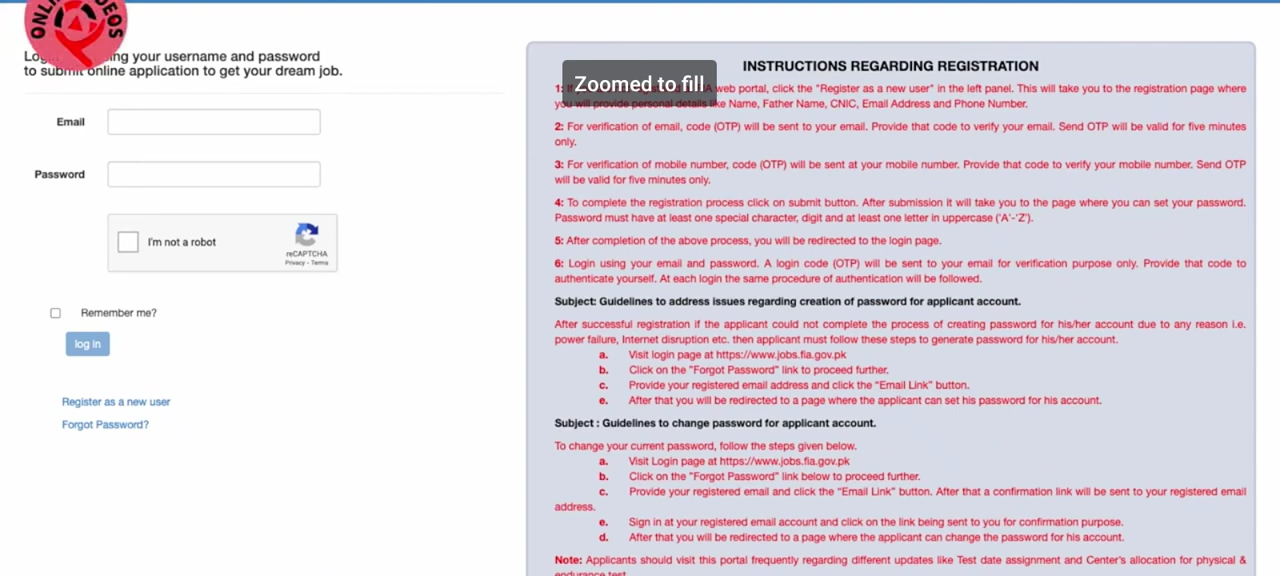 ONLI EOS
Lo ing your username and password
to submit online application to get your dream job.
Email
Password
I'm not a robot
reCAPTCHA
Privacy - Terms
Remember me?
log in
Register as a new user
Forgot Password?
Zoomed to fill
INSTRUCTIONS REGARDING REGISTRATION
1: A web portal, click the "Register as a new user" in the left panel. This will take you to the registration page where
you will provide personal details like Name, Father Name, CNIC, Email Address and Phone Number.
2: For verification of email, code (OTP) will be sent to your email. Provide that code to verify your email. Send OTP will be valid for five minutes
only.
3: For verification of mobile number, code (OTP) will be sent at your mobile number. Provide that code to verify your mobile number. Send OTP
will be valid for five minutes only.
4: To complete the registration process click on submit button. After submission it will take you to the page where you can set your password.
Password must have at least one special character, digit and at least one letter in uppercase ('A'-'Z').
5: After completion of the above process, you will be redirected to the login page.
6: Login using your email and password. A login code (OTP) will be sent to your email for verification purpose only. Provide that code to
authenticate yourself. At each login the same procedure of authentication will be followed.
Subject: Guidelines to address issues regarding creation of password for applicant account.
After successful registration if the applicant could not complete the process of creating password for his/her account due to any reason i.e.
power failure, Internet disruption etc. then applicant must follow these steps to generate password for his/her account.
a. Visit login page at https://www.jobs.fia.gov.pk
b. Click on the "Forgot Password" link to proceed further.
c. Provide your registered email address and click the "Email Link" button.
e. After that you will be redirected to a page where the applicant can set his password for his account.
Subject : Guidelines to change password for applicant account.
To change your current password, follow the steps given below.
a. Visit Login page at https://www.jobs.fia.gov.pk
b. Click on the "Forgot Password" link below to proceed further.
c. Provide your registered email and click the "Email Link" button. After that a confirmation link will be sent to your registered email
address.
e. Sign in at your registered email account and click on the link being sent to you for confirmation purpose.
d. After that you will be redirected to a page where the applicant can change the password for his account.
Note: Applicants should visit this portal frequently regarding different updates like Test date assignment and Center's allocation for physical &
endurance test.